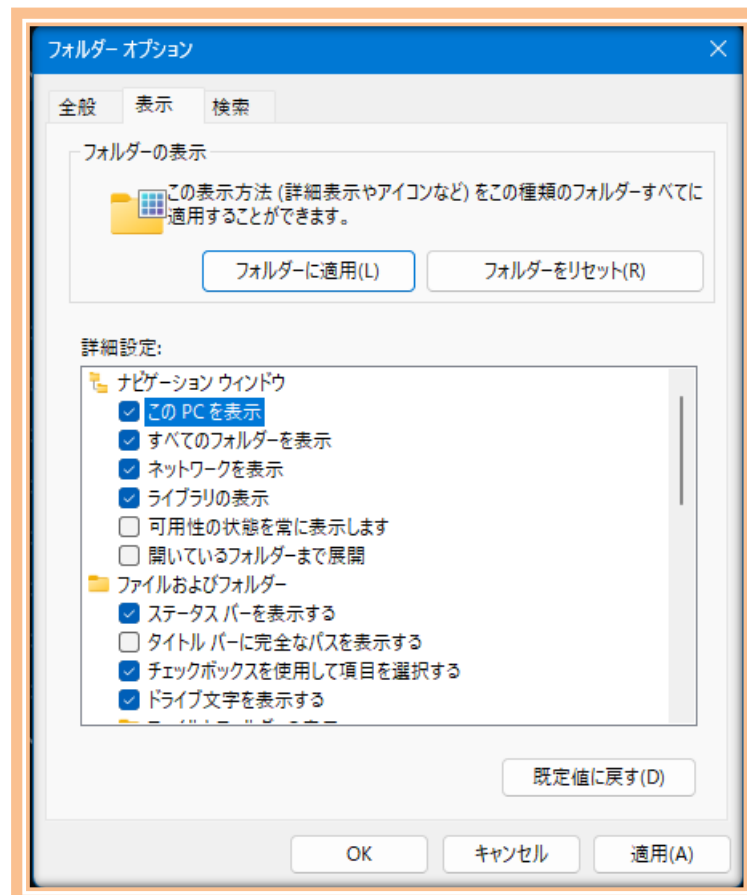 フォルダー オプション
全般 表示 検索
フォルダーの表示
この表示方法 (詳細表示やアイコンなど) をこの種類のフォルダーすべてに
適用することができます。
フォルダーに適用(L) フォルダーをリセット(R)
詳細設定:
ナビゲーション ウィンドウ
この PC を表示
すべてのフォルダーを表示
ネットワークを表示
ライブラリの表示
可用性の状態を常に表示します
開いているフォルダーまで展開
ファイルおよびフォルダー
ステータス バーを表示する
タイトル バーに完全なパスを表示する
チェックボックスを使用して項目を選択する
ドライブ文字を表示する
既定値に戻す(D)
OK キャンセル 適用(A)